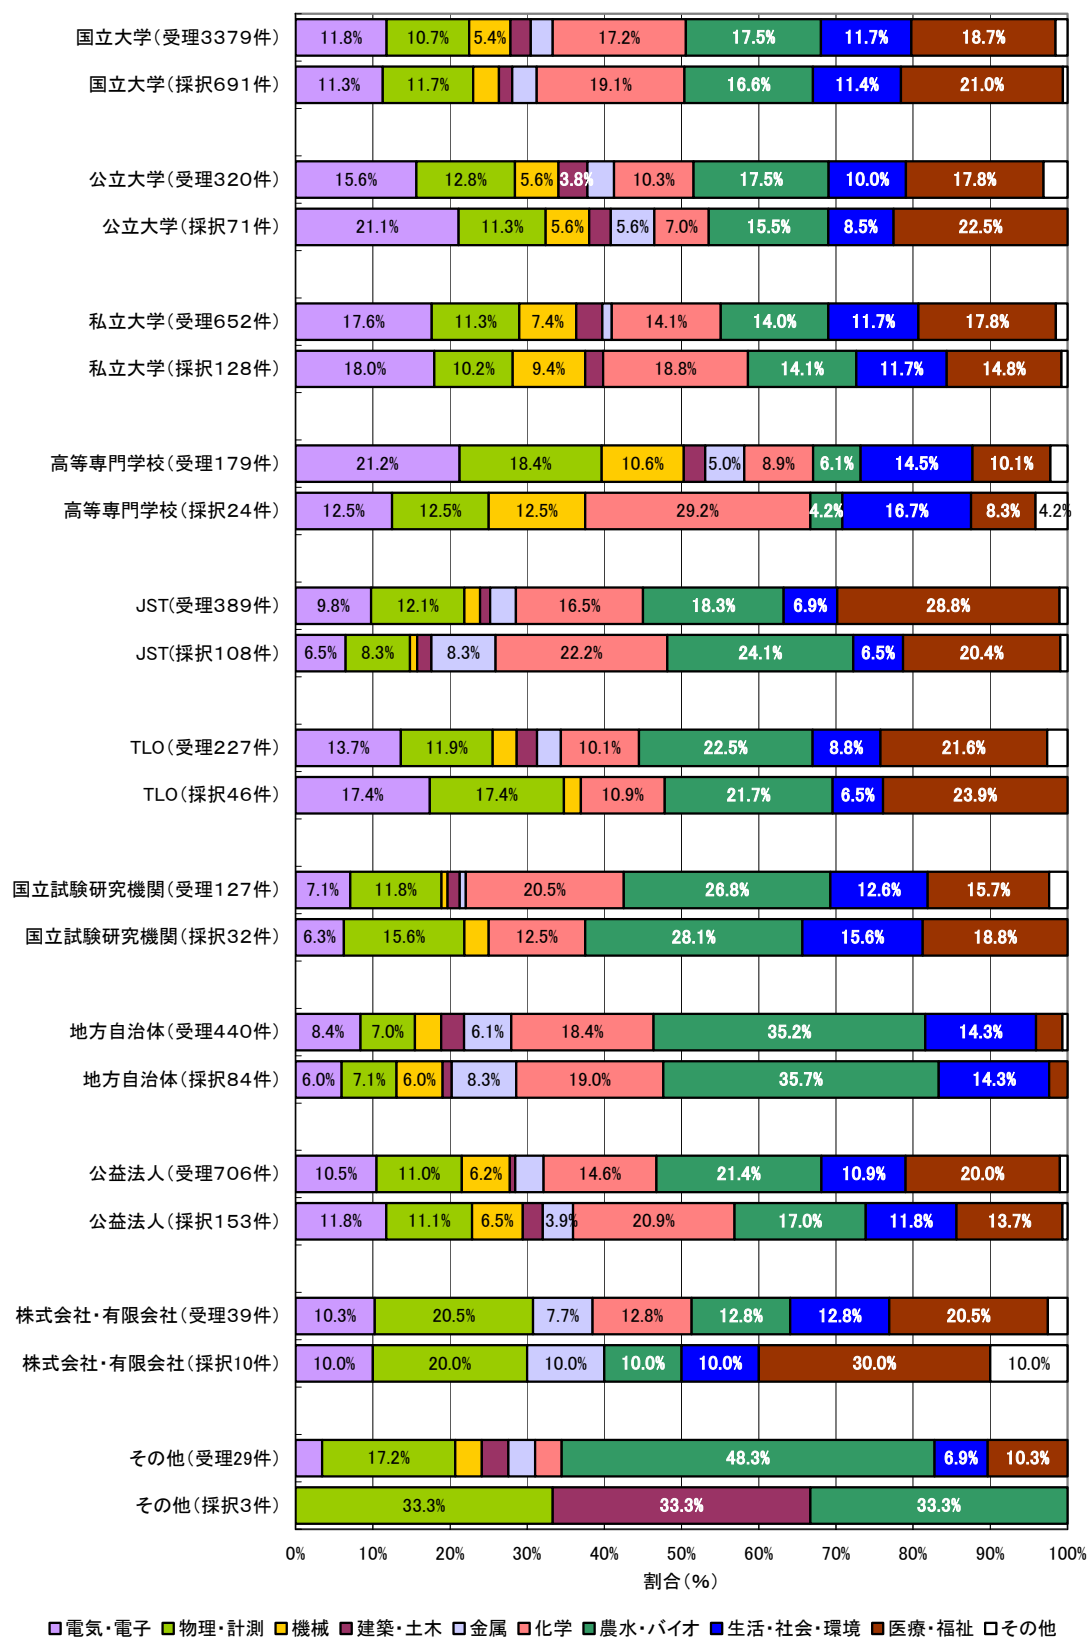 国立大学(受理3379件) 11.8% 10.7% 5.4% 17.2% 17.5% 11.7% 18.7%
国立大学(採択691件) 11.3% 11.7% 19.1% 16.6% 11.4% 21.0%
公立大学(受理320件) 15.6% 12.8% 5.6% 3.8% 10.3% 17.5% 10.0% 17.8%
公立大学(採択71件) 21.1% 11.3% 5.6% 5.6% 7.0% 15.5% 8.5% 22.5%
私立大学(受理652件) 17.6% 11.3% 7.4% 14.1% 14.0% 11.7% 17.8%
私立大学(採択128件) 18.0% 10.2% 9.4% 18.8% 14.1% 11.7% 14.8%
高等専門学校(受理179件) 21.2% 18.4% 10.6% 5.0% 8.9% 6.1% 14.5% 10.1%
高等専門学校(採択24件) 12.5% 12.5% 12.5% 29.2% 4.2% 16.7% 8.3% 4.2%
JST(受理389件) 9.8% 12.1% 16.5% 18.3% 6.9% 28.8%
JST(採択108件) 6.5% 8.3% 8.3% 22.2% 24.1% 6.5% 20.4%
TLO(受理227件) 13.7% 11.9% 10.1% 22.5% 8.8% 21.6%
TLO(採択46件) 17.4% 17.4% 10.9% 21.7% 6.5% 23.9%
国立試験研究機関(受理127件) 7.1% 11.8% 20.5% 26.8% 12.6% 15.7%
国立試験研究機関(採択32件) 6.3% 15.6% 12.5% 28.1% 15.6% 18.8%
地方自治体(受理440件) 8.4% 7.0% 6.1% 18.4% 35.2% 14.3%
地方自治体(採択84件) 6.0% 7.1% 6.0% 8.3% 19.0% 35.7% 14.3%
公益法人(受理706件) 10.5% 11.0% 6.2% 14.6% 21.4% 10.9% 20.0%
公益法人(採択153件) 11.8% 11.1% 6.5% 3.9% 20.9% 17.0% 11.8% 13.7%
株式会社・有限会社(受理39件) 10.3% 20.5% 7.7% 12.8% 12.8% 12.8% 20.5%
株式会社・有限会社(採択10件) 10.0% 20.0% 10.0% 10.0% 10.0% 30.0% 10.0%
その他(受理29件) 17.2% 48.3% 6.9% 10.3%
その他(採択3件) 33.3% 33.3% 33.3%
0% 10% 20% 30% 40% 50% 60% 70% 80% 90% 100%
割合(%)
電気・電子 物理・計測 機械 建築・土木 金属 化学 農水・バイオ 生活・社会・環境 医療・福祉 その他